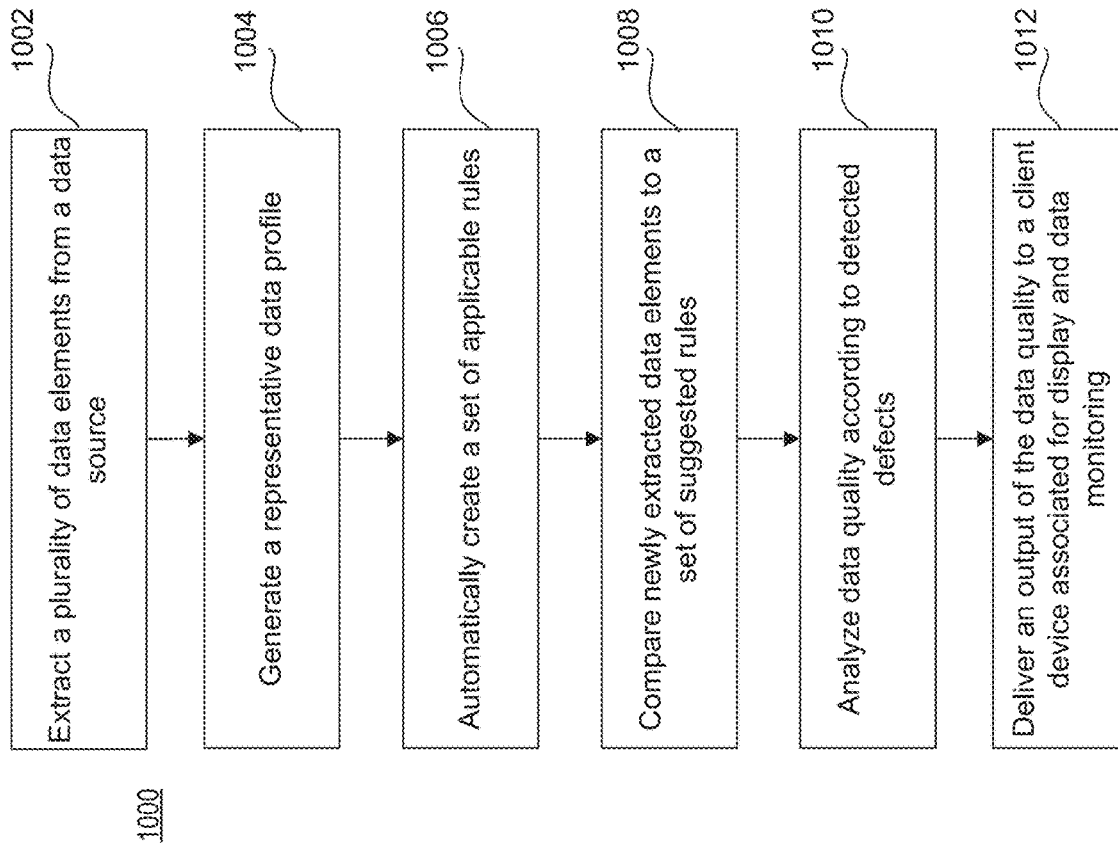 1000
Extract a plurality of data elements from a data
source
1002
Generate a representative data profile
1004
Automatically create a set of applicable rules
1006
Compare newly extracted data elements to a
set of suggested rules
1008
Analyze data quality according to detected
defects
1010
Deliver an output of the data quality to a client
device associated for display and data
monitoring
1012